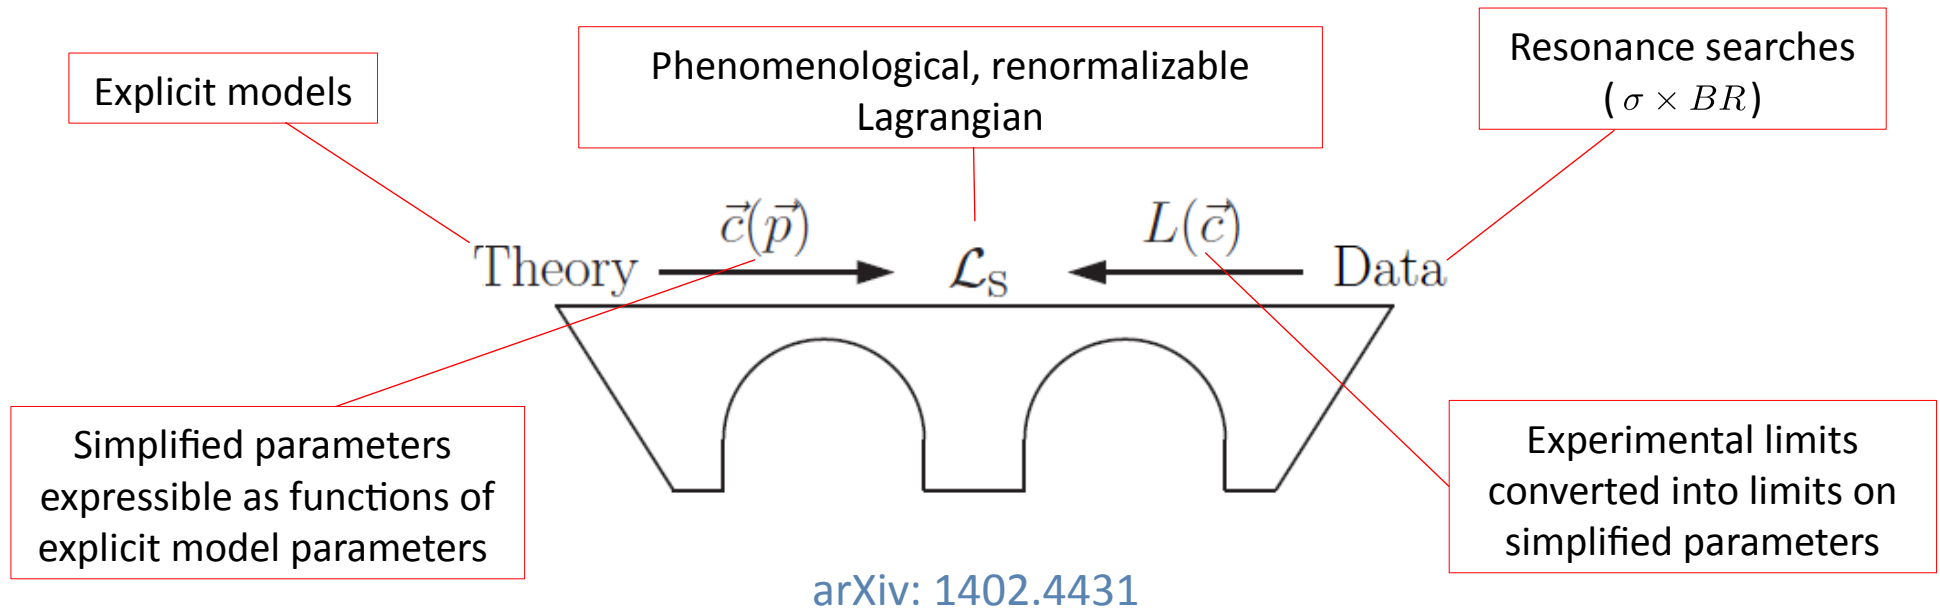 Explicit models
Phenomenological, renormalizable
Lagrangian
Resonance searches
( σ × BR)
Theory
c⃗(p⃗)
ℒ_S
L(c⃗)
Data
Simplified parameters
expressible as functions of
explicit model parameters
Experimental limits
converted into limits on
simplified parameters
arXiv: 1402.4431